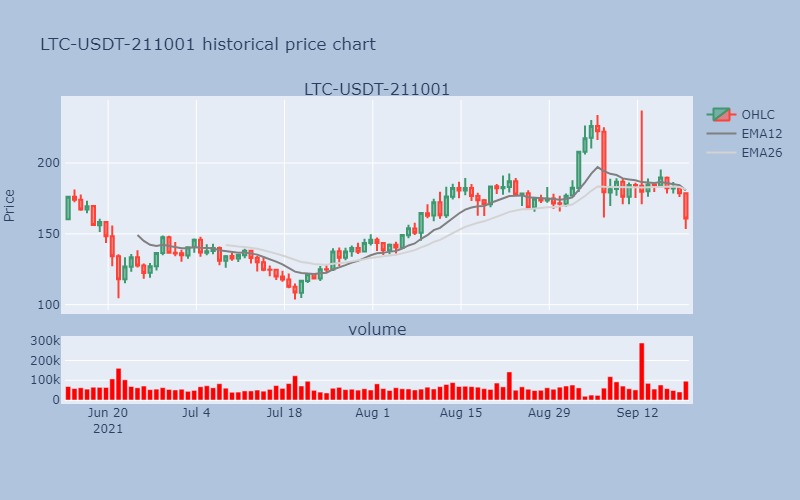 LTC-USDT-211001 historical price chart
LTC-USDT-211001
OHLC
EMA12
EMA26
Price
200
150
100
volume
300k
200k
100k
0
Jun 20
2021
Jul 4
Jul 18
Aug 1
Aug 15
Aug 29
Sep 12